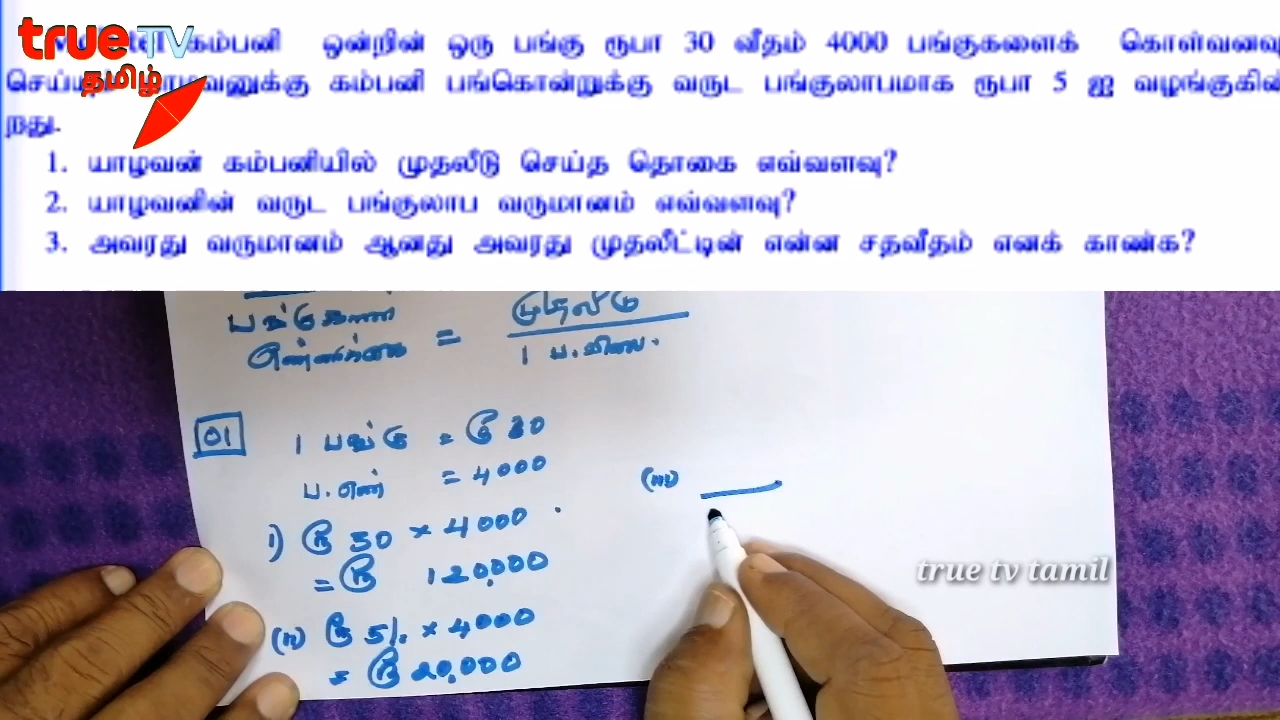 true TV
தமிழ்
கம்பனி ஒன்றின் ஒரு பங்கு ரூபா 30 வீதம் 4000 பங்குகளைக் கொள்வனவு
கம்பனி பங்கொன்றுக்கு வருட பங்குலாபமாக ரூபா 5 ஐ வழங்குகின்
றது.
1. யாழவன் கம்பனியில் முதலீடு செய்த தொகை எவ்வளவு?
2. யாழவனின் வருட பங்குலாப வருமானம் எவ்வளவு?
3. அவரது வருமானம் ஆனது அவரது முதலீட்டின் என்ன சதவீதம் எனக் காண்க?
முதலீடு
எண்ணிக்கை = 1 ப.விலை.
01 1 பங்கு = ரூ 30
ப.எண் = 4000
i) ரூ 30 × 4000
= ரூ 120,000
(ii) ரூ 5/. × 4000
= ரூ 20,000
(iii)
true tv tamil